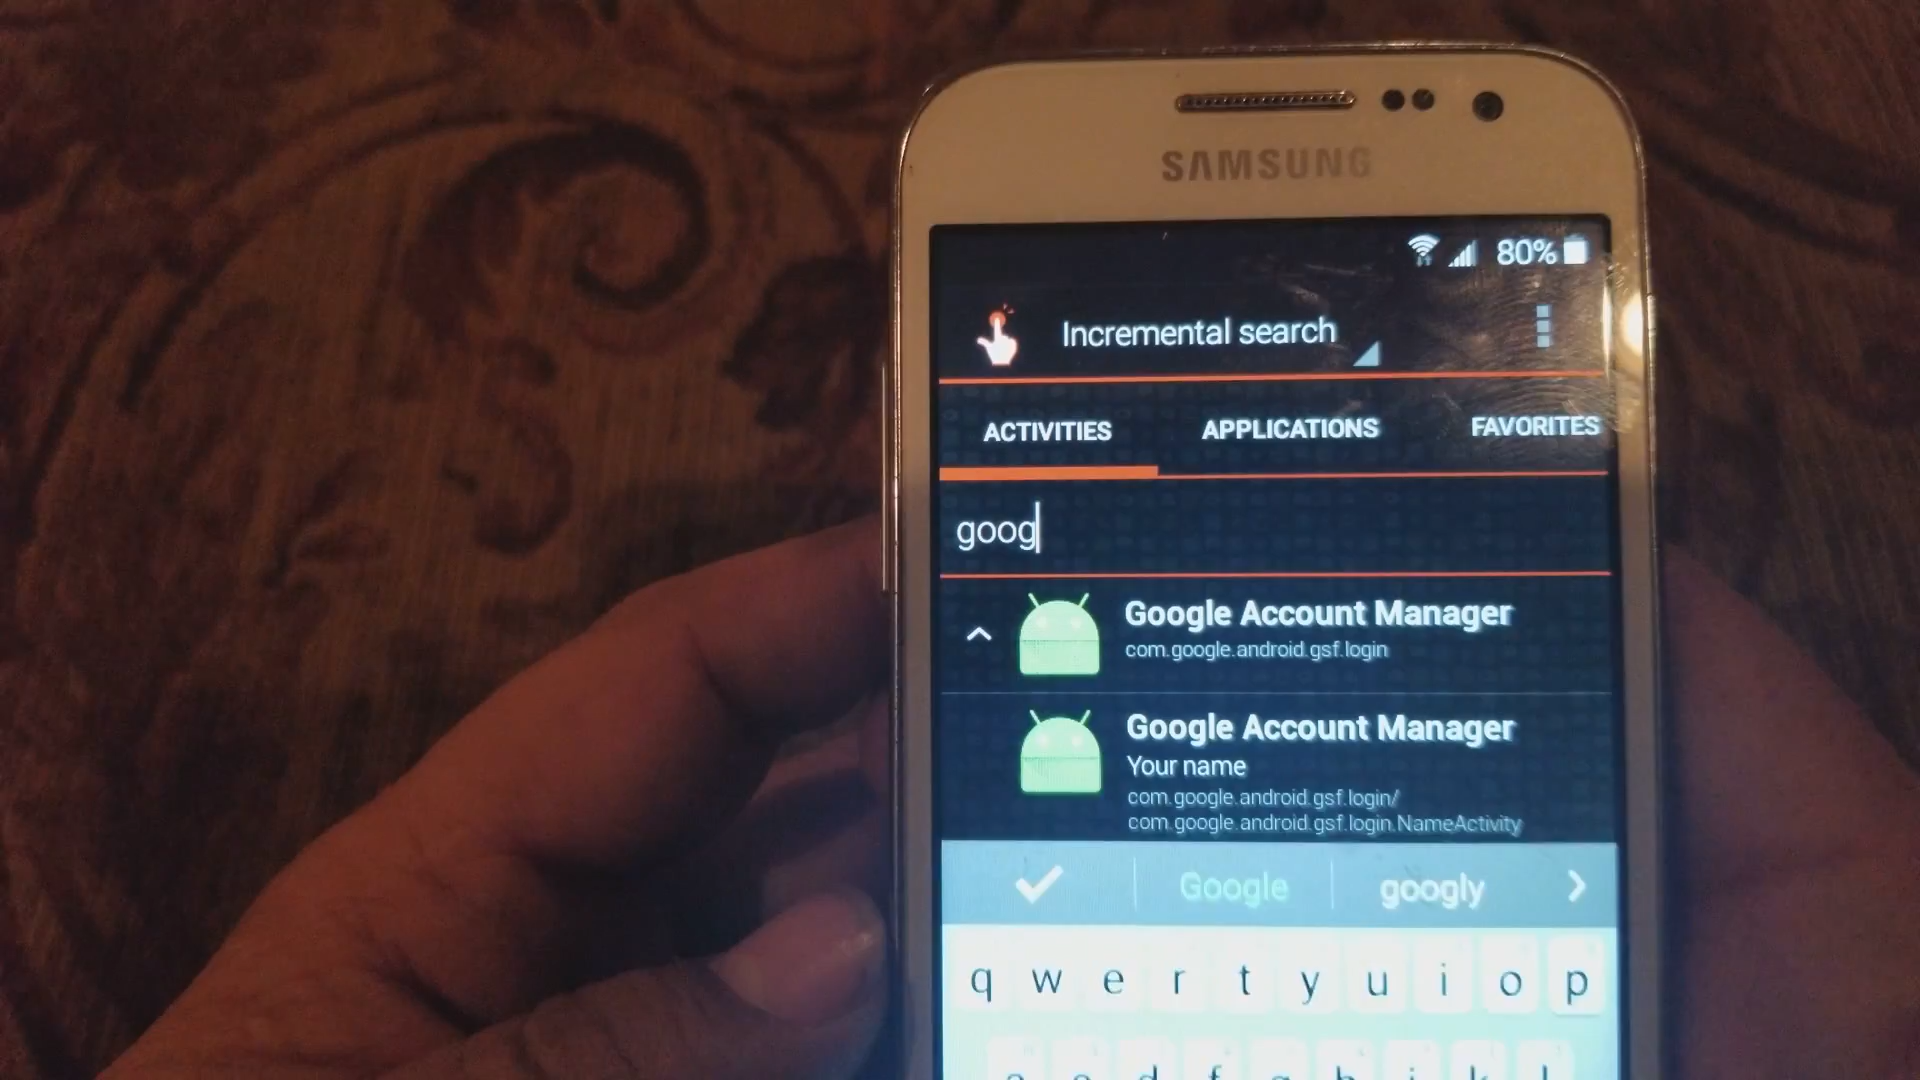 SAMSUNG
80%
Incremental search
ACTIVITIES APPLICATIONS FAVORITES
goog
Google Account Manager
com.google.android.gsf.login
Google Account Manager
Your name
com.google.android.gsf.login/
com.google.android.gsf.login.NameActivity
Google googly
q w e r t y u i o p